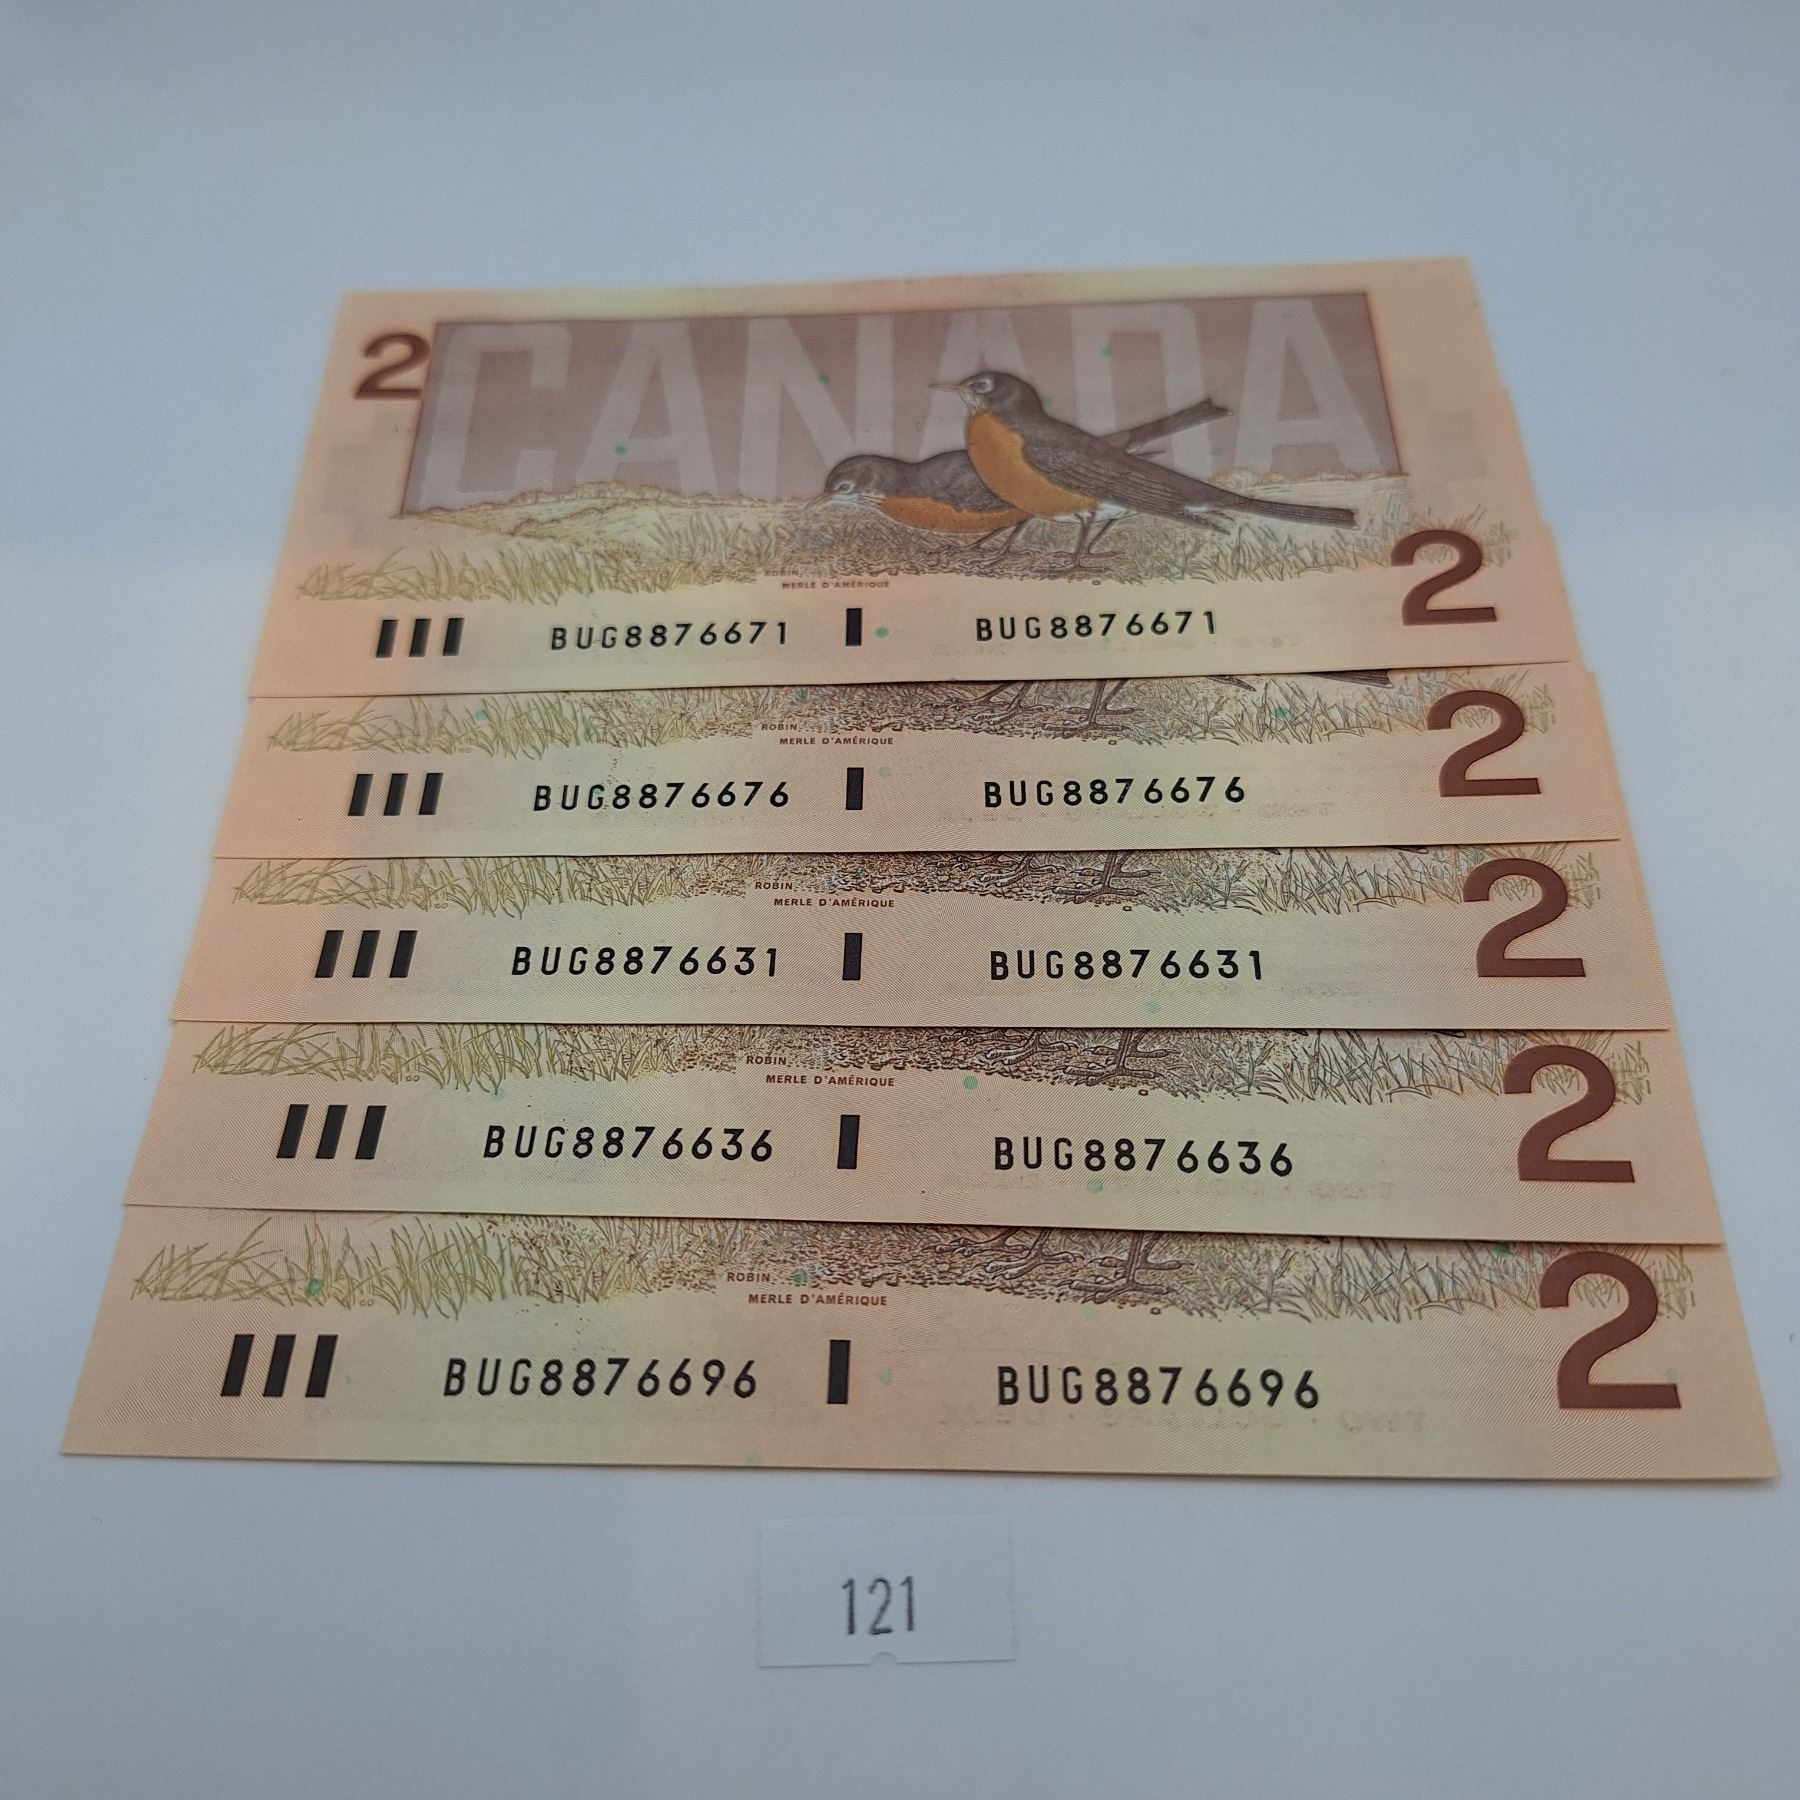 2 CANADA
ROBIN
MERLE D'AMÉRIQUE
2
BUG8876671 BUG8876671
ROBIN
MERLE D'AMÉRIQUE
2
BUG8876676 BUG8876676
ROBIN
MERLE D'AMÉRIQUE
2
BUG8876631 BUG8876631
ROBIN
MERLE D'AMÉRIQUE
2
BUG8876636 BUG8876636
ROBIN
MERLE D'AMÉRIQUE
2
BUG8876696 BUG8876696
121